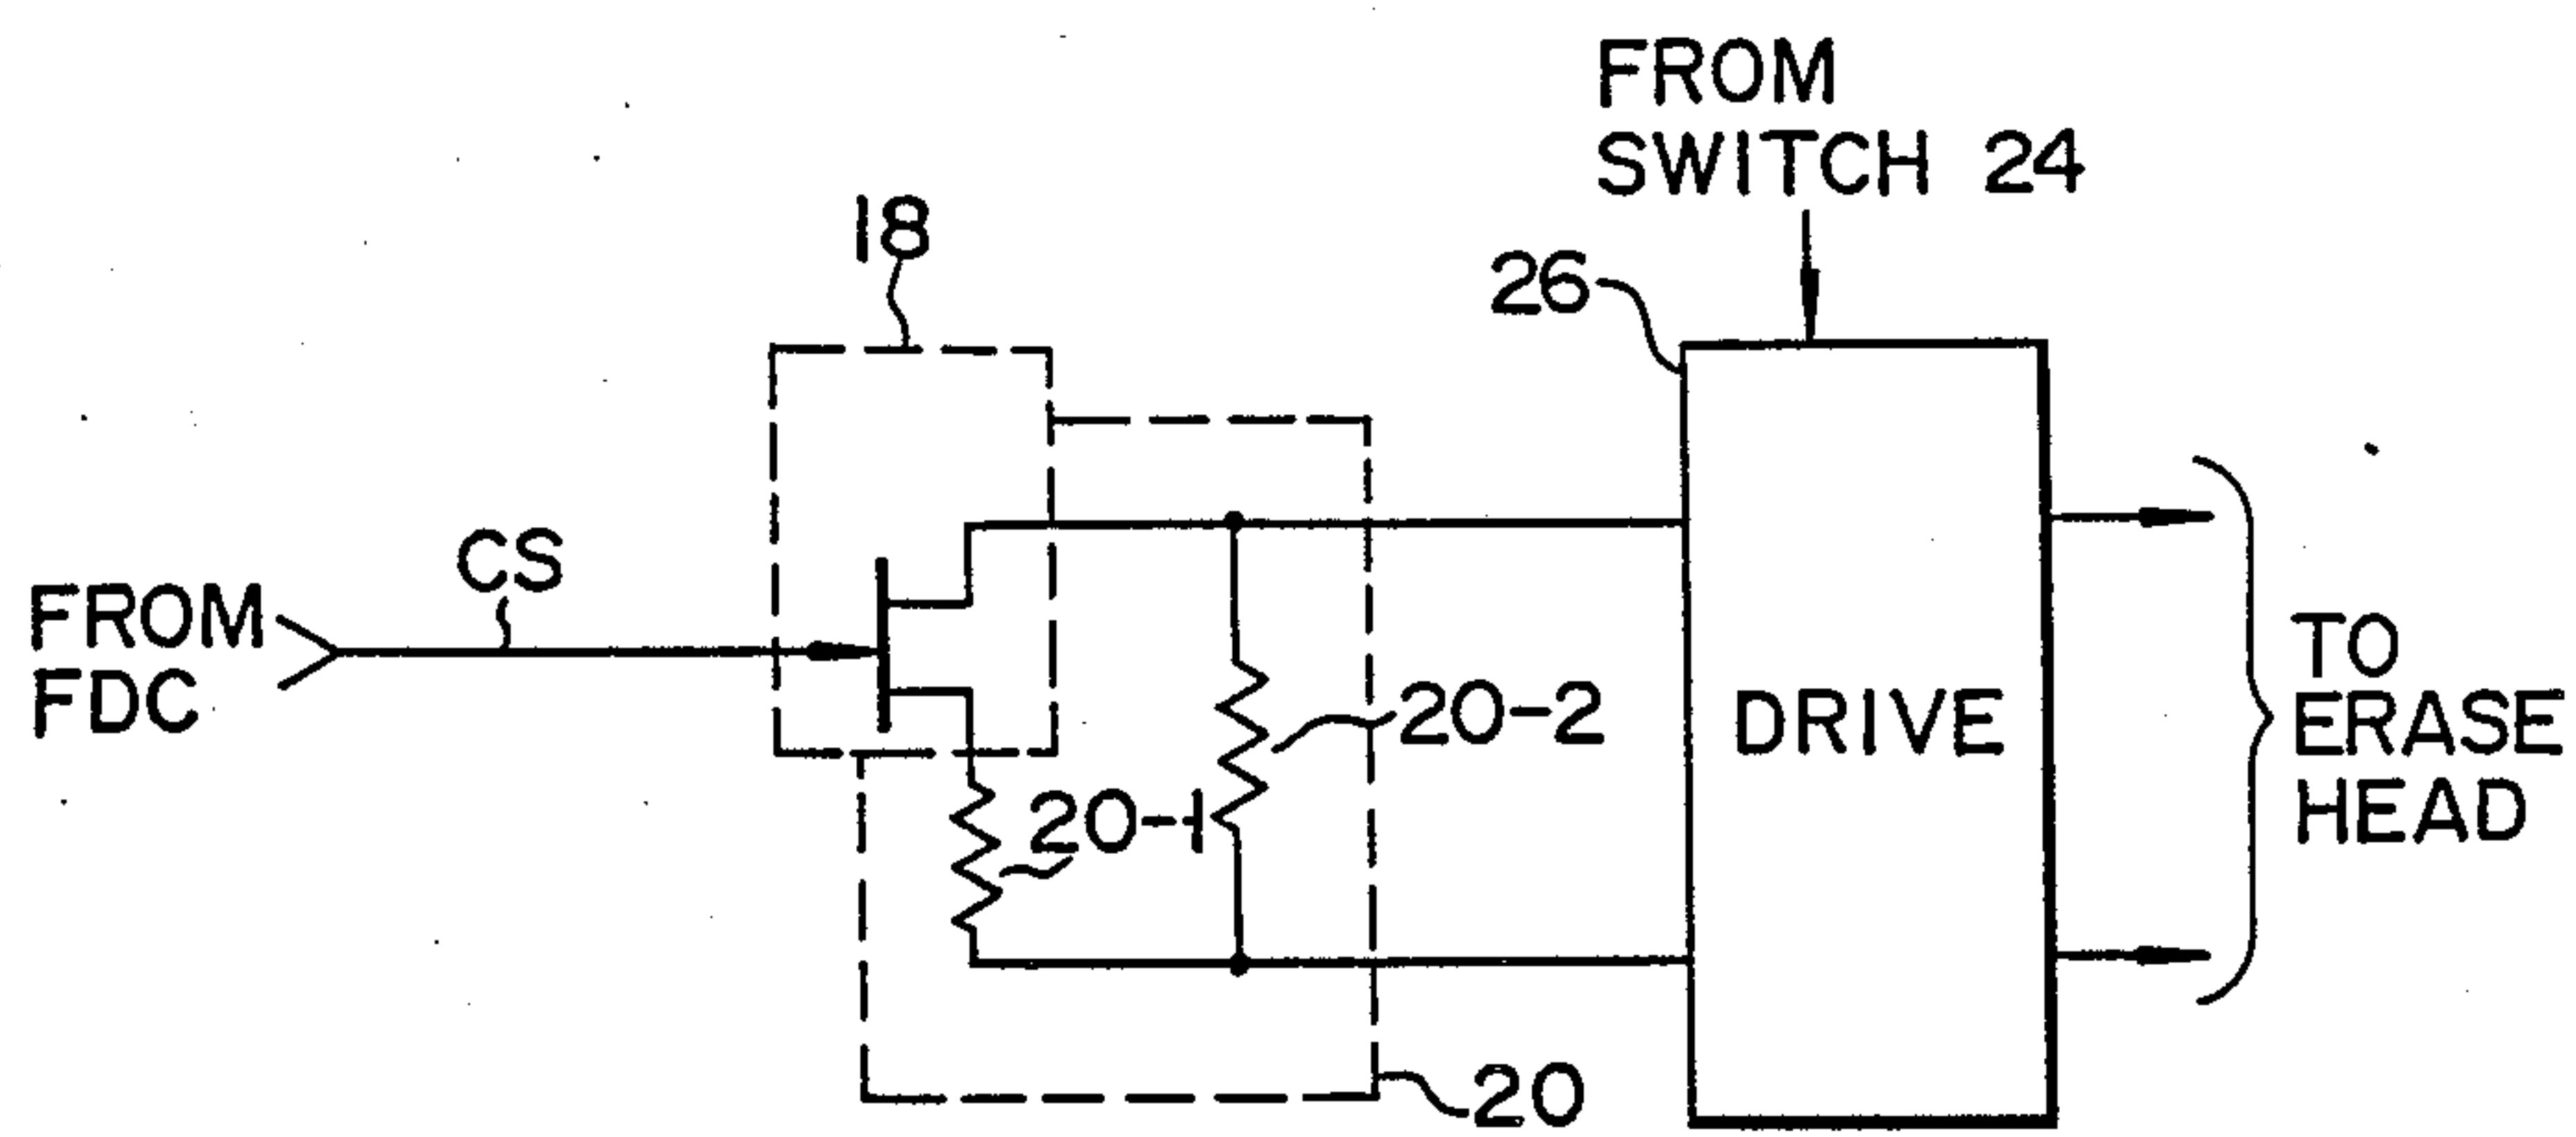 FROM
SWITCH 24
18
26
CS
FROM
FDC
20-2
20-1
DRIVE
TO
ERASE
HEAD
20